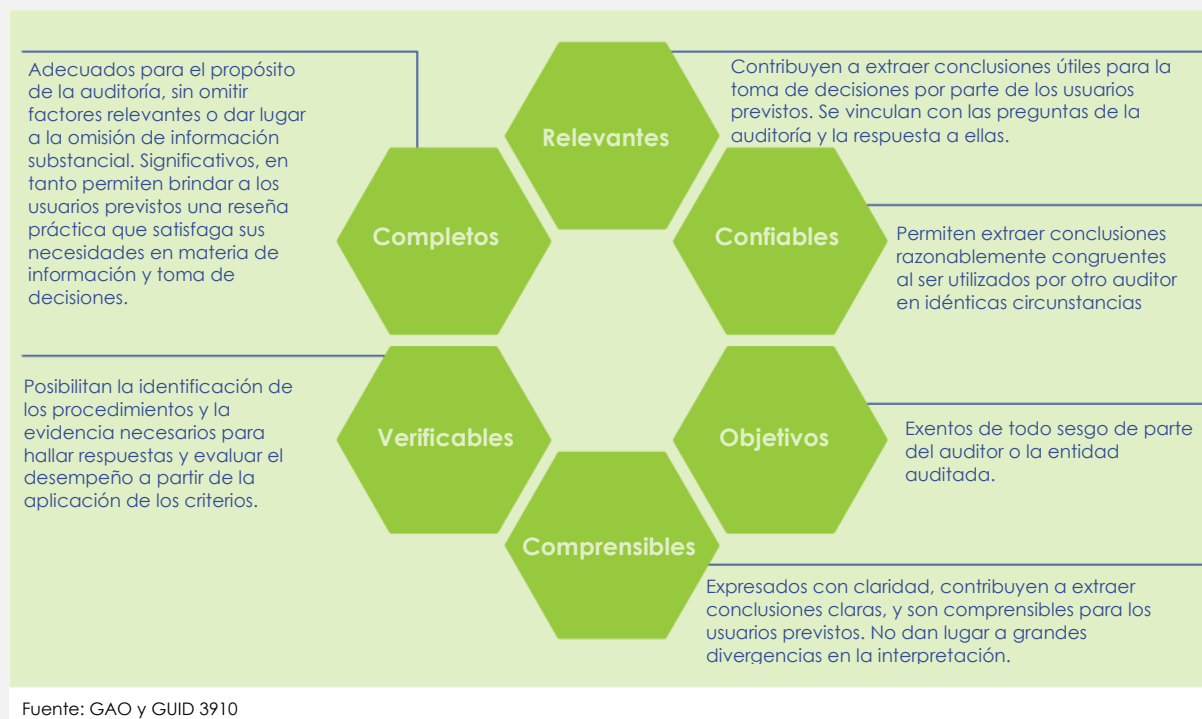 Relevantes
Contribuyen a extraer conclusiones útiles para la
toma de decisiones por parte de los usuarios
previstos. Se vinculan con las preguntas de la
auditoría y la respuesta a ellas.
Confiables
Permiten extraer conclusiones
razonablemente congruentes
al ser utilizados por otro auditor
en idénticas circunstancias
Objetivos
Exentos de todo sesgo de parte
del auditor o la entidad
auditada.
Comprensibles
Expresados con claridad, contribuyen a extraer
conclusiones claras, y son comprensibles para los
usuarios previstos. No dan lugar a grandes
divergencias en la interpretación.
Verificables
Posibilitan la identificación de
los procedimientos y la
evidencia necesarios para
hallar respuestas y evaluar el
desempeño a partir de la
aplicación de los criterios.
Completos
Adecuados para el propósito
de la auditoría, sin omitir
factores relevantes o dar lugar
a la omisión de información
substancial. Significativos, en
tanto permiten brindar a los
usuarios previstos una reseña
práctica que satisfaga sus
necesidades en materia de
información y toma de
decisiones.
Fuente: GAO y GUID 3910